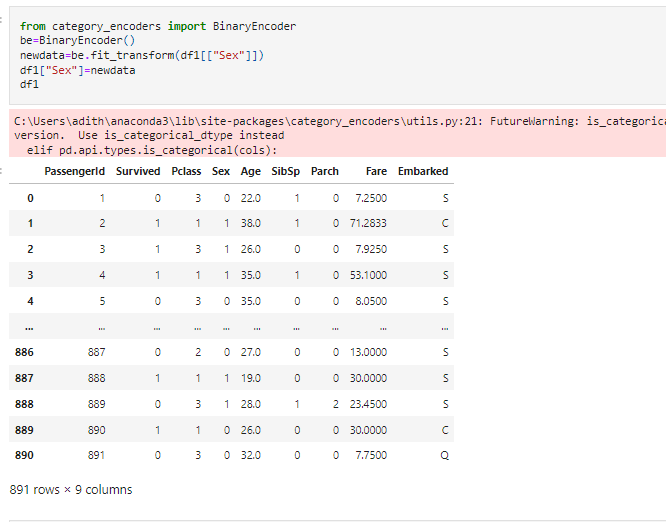 from category_encoders import BinaryEncoder
be=BinaryEncoder()
newdata=be.fit_transform(df1[["Sex"]])
df1["Sex"]=newdata
df1
C:\Users\adith\anaconda3\lib\site-packages\category_encoders\utils.py:21: FutureWarning: is_categorica
version.  Use is_categorical_dtype instead
  elif pd.api.types.is_categorical(cols):
PassengerId Survived Pclass Sex Age SibSp Parch Fare Embarked
0 1 0 3 0 22.0 1 0 7.2500 S
1 2 1 1 1 38.0 1 0 71.2833 C
2 3 1 3 1 26.0 0 0 7.9250 S
3 4 1 1 1 35.0 1 0 53.1000 S
4 5 0 3 0 35.0 0 0 8.0500 S
... ... ... ... ... ... ... ... ... ...
886 887 0 2 0 27.0 0 0 13.0000 S
887 888 1 1 1 19.0 0 0 30.0000 S
888 889 0 3 1 28.0 1 2 23.4500 S
889 890 1 1 0 26.0 0 0 30.0000 C
890 891 0 3 0 32.0 0 0 7.7500 Q
891 rows × 9 columns